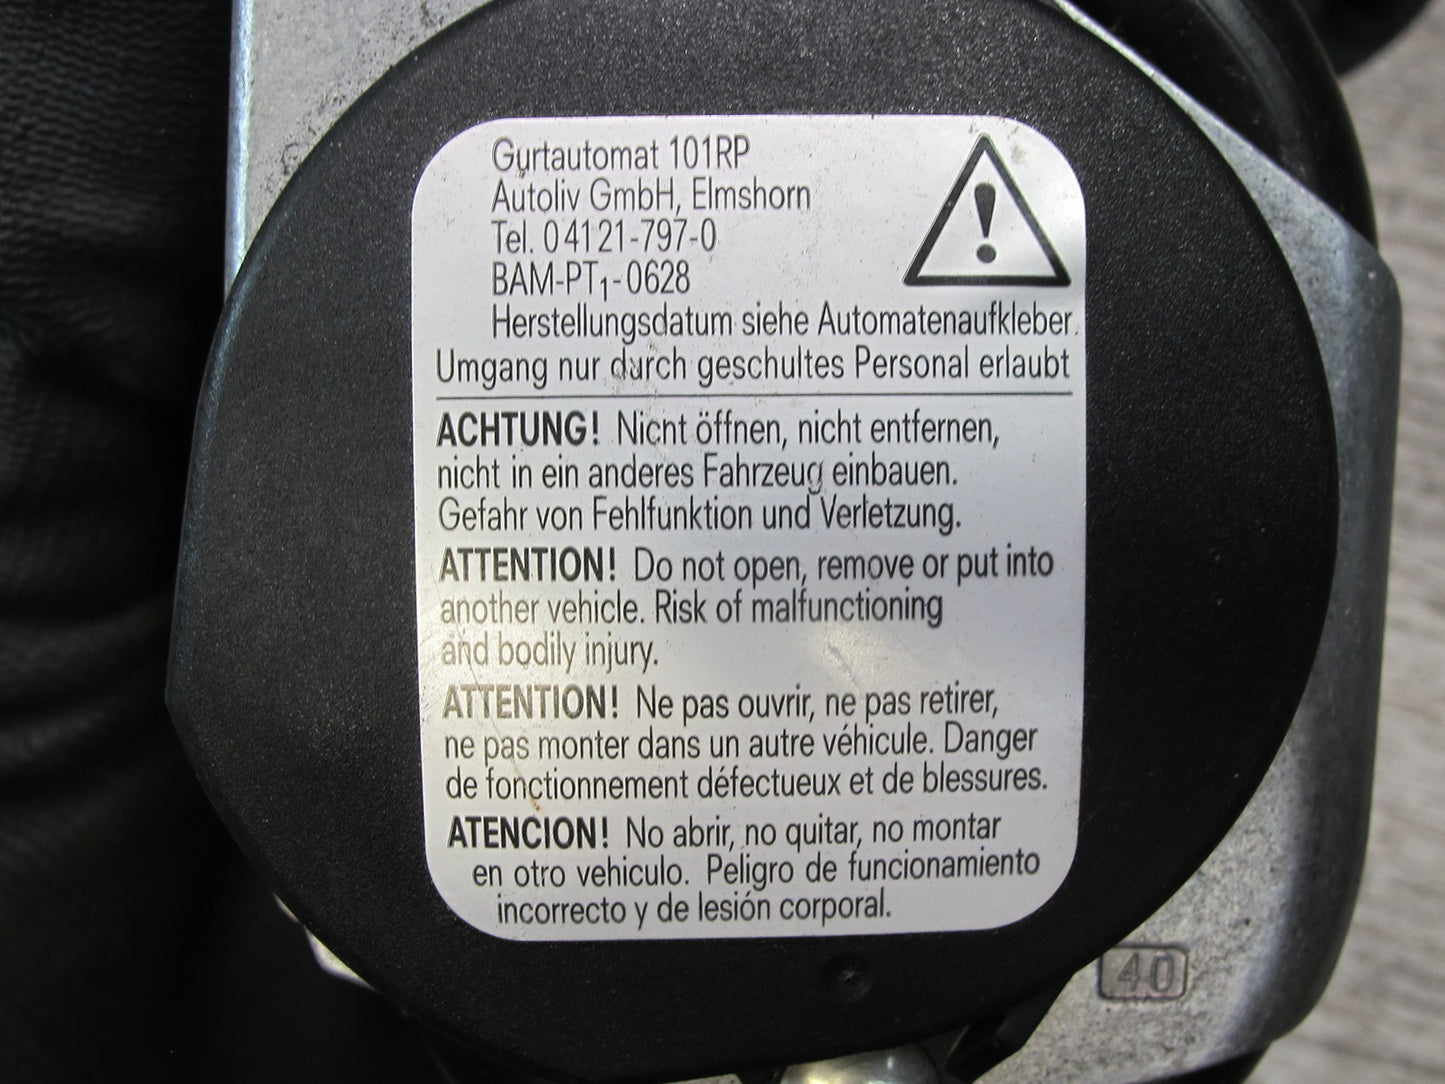 Gurtautomat 101RP
Autoliv GmbH, Elmshorn
Tel. 0 41 21-797-0
BAM-PT₁-0628
Herstellungsdatum siehe Automatenaufkleber.
Umgang nur durch geschultes Personal erlaubt
ACHTUNG! Nicht öffnen, nicht entfernen,
nicht in ein anderes Fahrzeug einbauen.
Gefahr von Fehlfunktion und Verletzung.
ATTENTION! Do not open, remove or put into
another vehicle. Risk of malfunctioning
and bodily injury.
ATTENTION! Ne pas ouvrir, ne pas retirer,
ne pas monter dans un autre véhicule. Danger
de fonctionnement défectueux et de blessures.
ATENCION! No abrir, no quitar, no montar
en otro vehiculo. Peligro de funcionamiento
incorrecto y de lesión corporal.
40